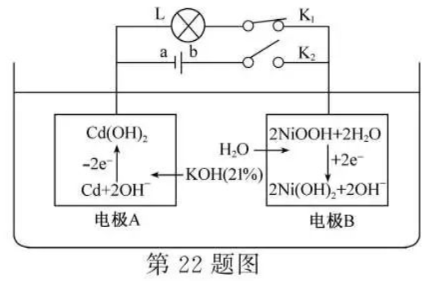 L K₁
a b K₂
Cd(OH)₂
-2e⁻
Cd+2OH⁻
电极A
H₂O
KOH(21%)
2NiOOH+2H₂O
+2e⁻
2Ni(OH)₂+2OH⁻
电极B
第 22 题图